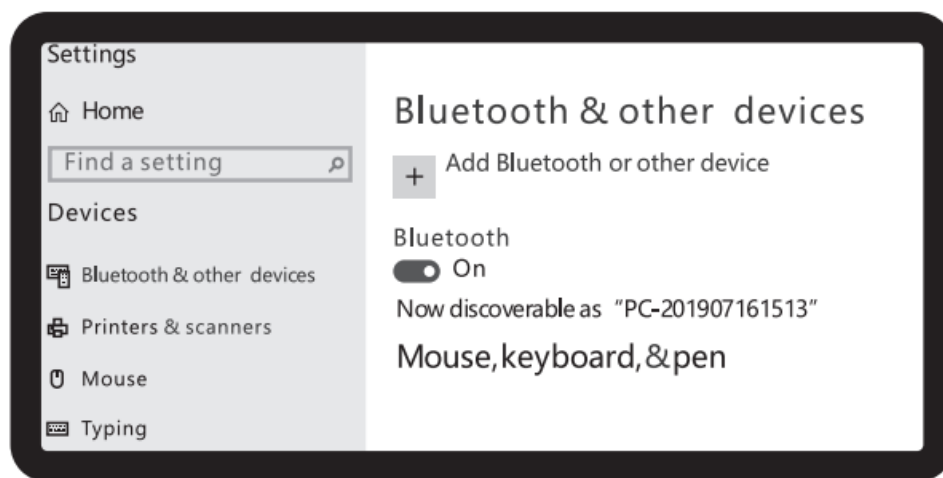 Settings
Home
Find a setting
Devices
Bluetooth & other devices
Printers & scanners
Mouse
Typing
Bluetooth & other devices
+ Add Bluetooth or other device
Bluetooth
On
Now discoverable as “PC-201907161513”
Mouse,keyboard,&pen